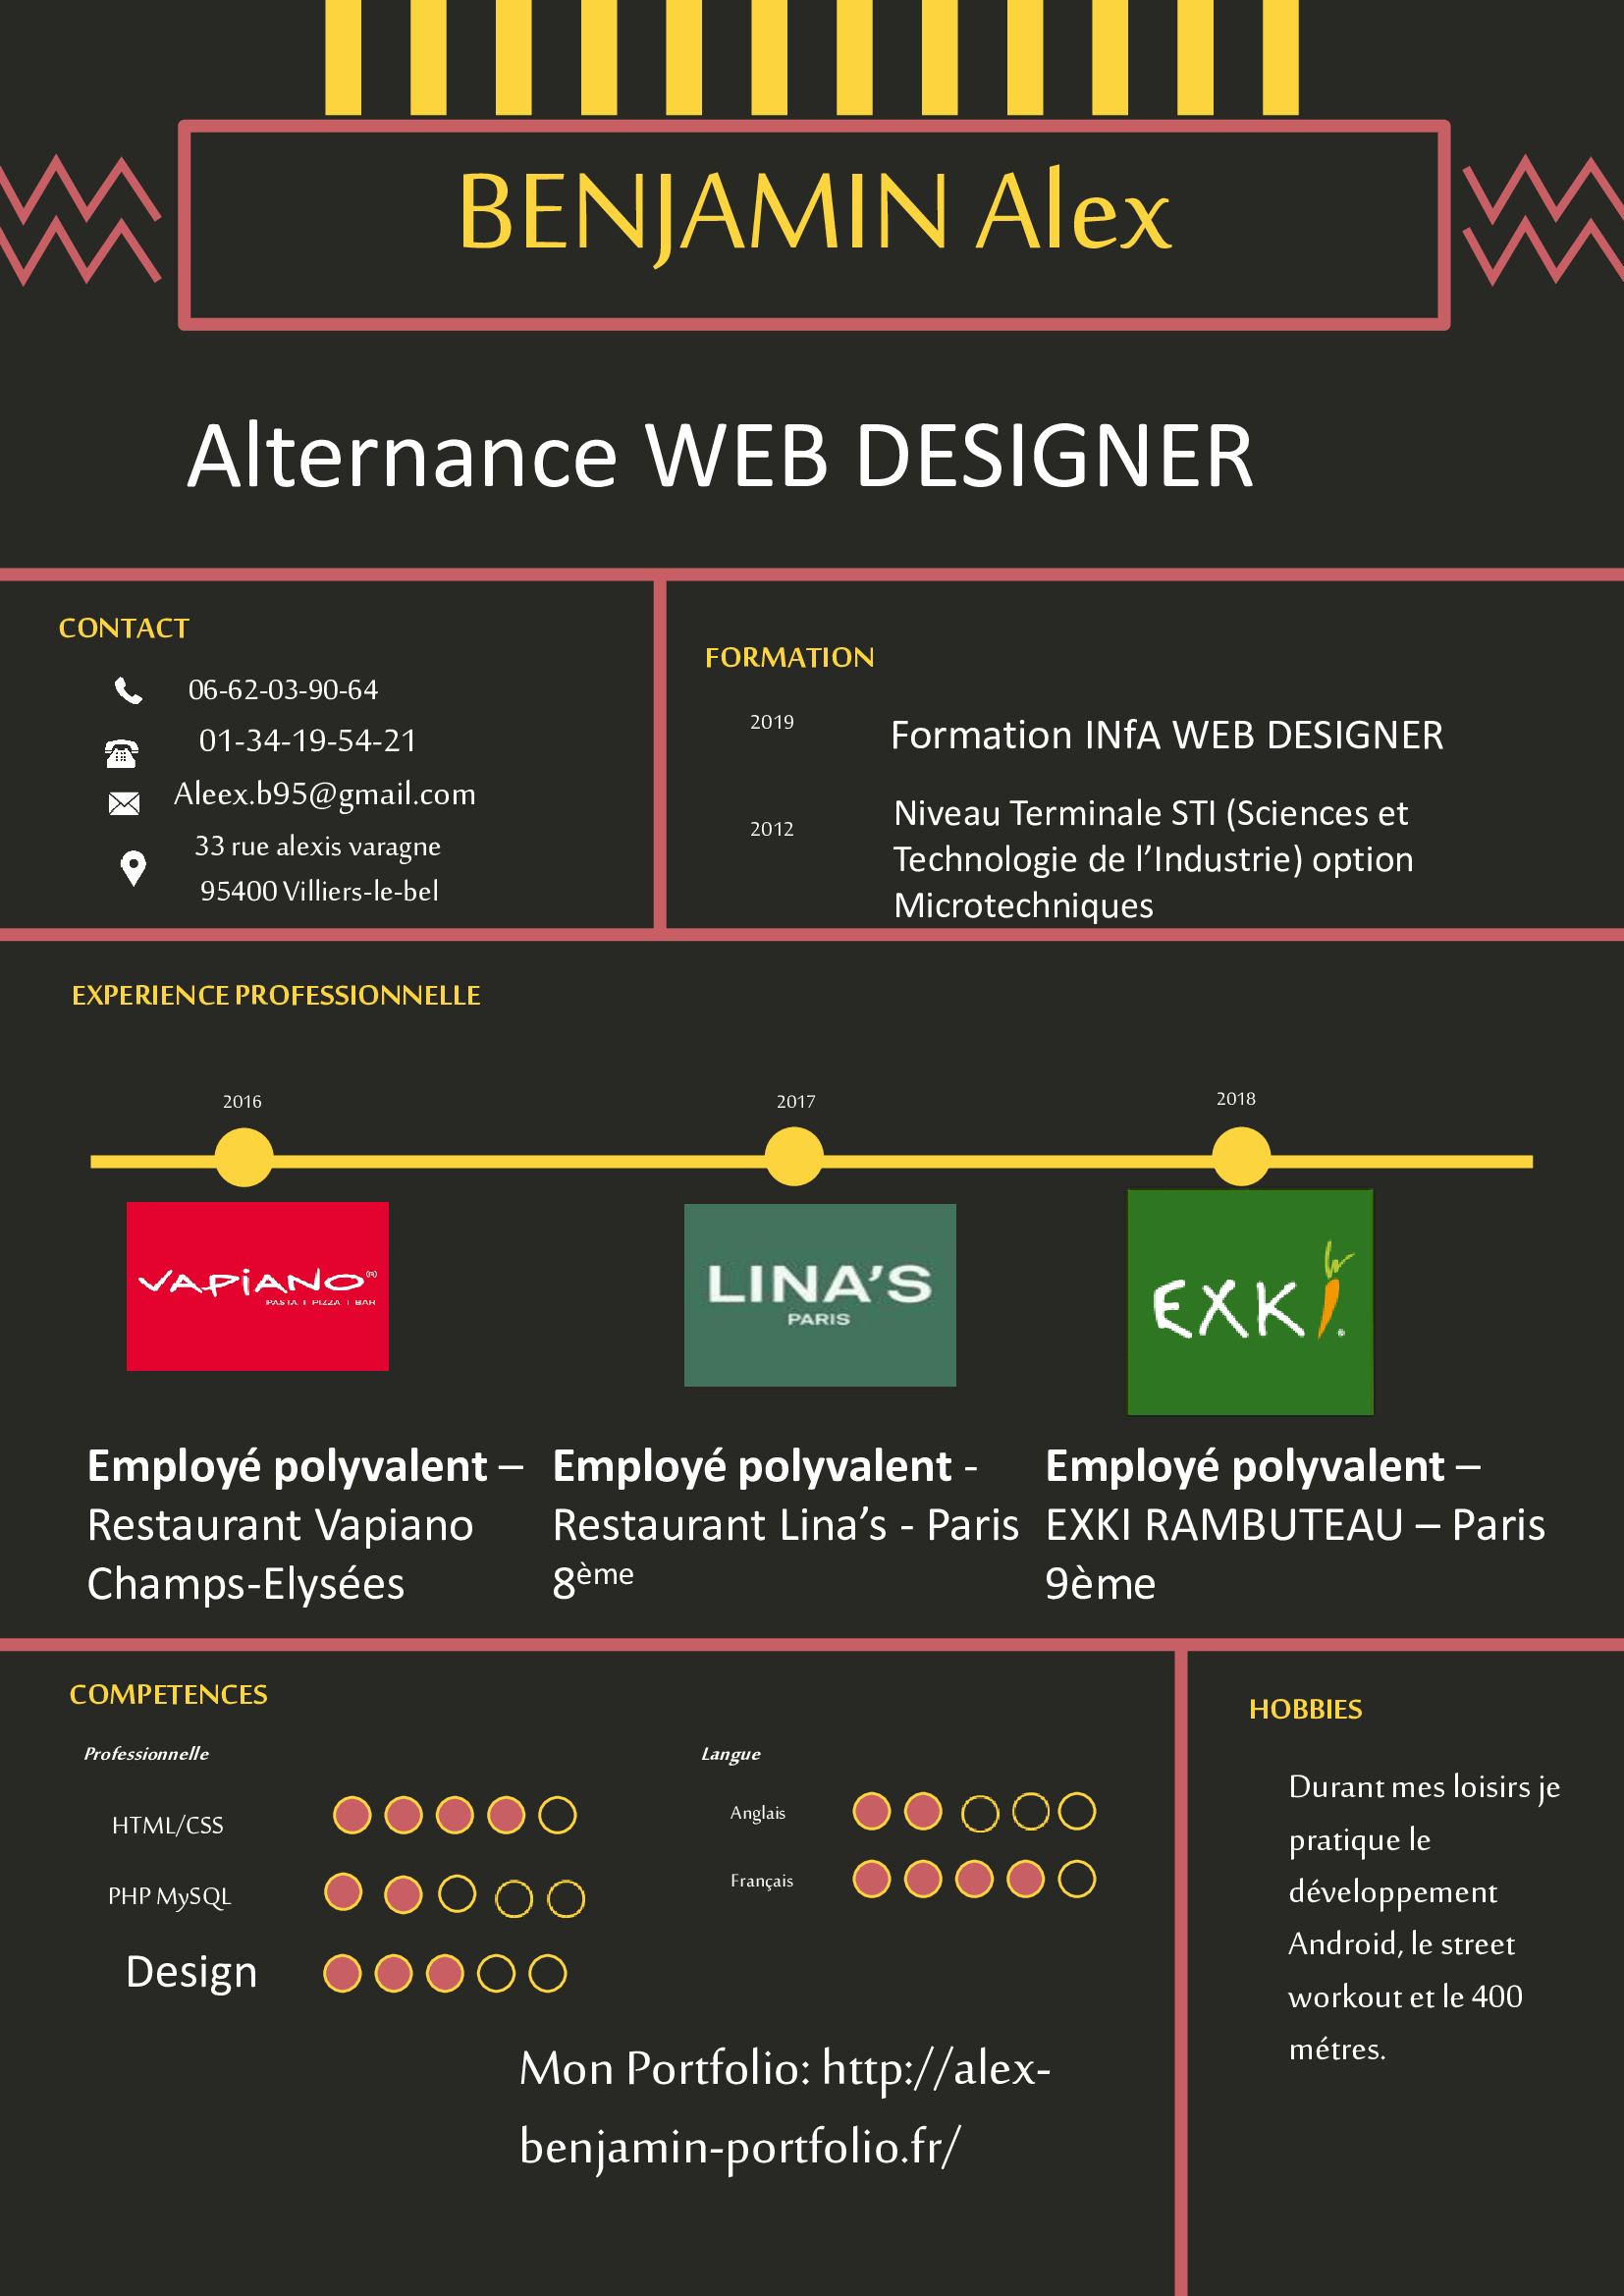 BENJAMIN Alex
Alternance WEB DESIGNER
CONTACT
06-62-03-90-64
01-34-19-54-21
Aleex.b95@gmail.com
33 rue alexis varagne
95400 Villiers-le-bel
FORMATION
2019
Formation INfA WEB DESIGNER
2012
Niveau Terminale STI (Sciences et
Technologie de l’Industrie) option
Microtechniques
EXPERIENCE PROFESSIONNELLE
2016
2017
2018
VAPIANO(R)
PASTA | PIZZA | BAR
LINA’S
PARIS
EXKi®
Employé polyvalent –
Restaurant Vapiano
Champs-Elysées
Employé polyvalent -
Restaurant Lina’s - Paris
8ème
Employé polyvalent –
EXKI RAMBUTEAU – Paris
9ème
COMPETENCES
Professionnelle
HTML/CSS
PHP MySQL
Design
Langue
Anglais
Français
Mon Portfolio: http://alex-
benjamin-portfolio.fr/
HOBBIES
Durant mes loisirs je
pratique le
développement
Android, le street
workout et le 400
métres.